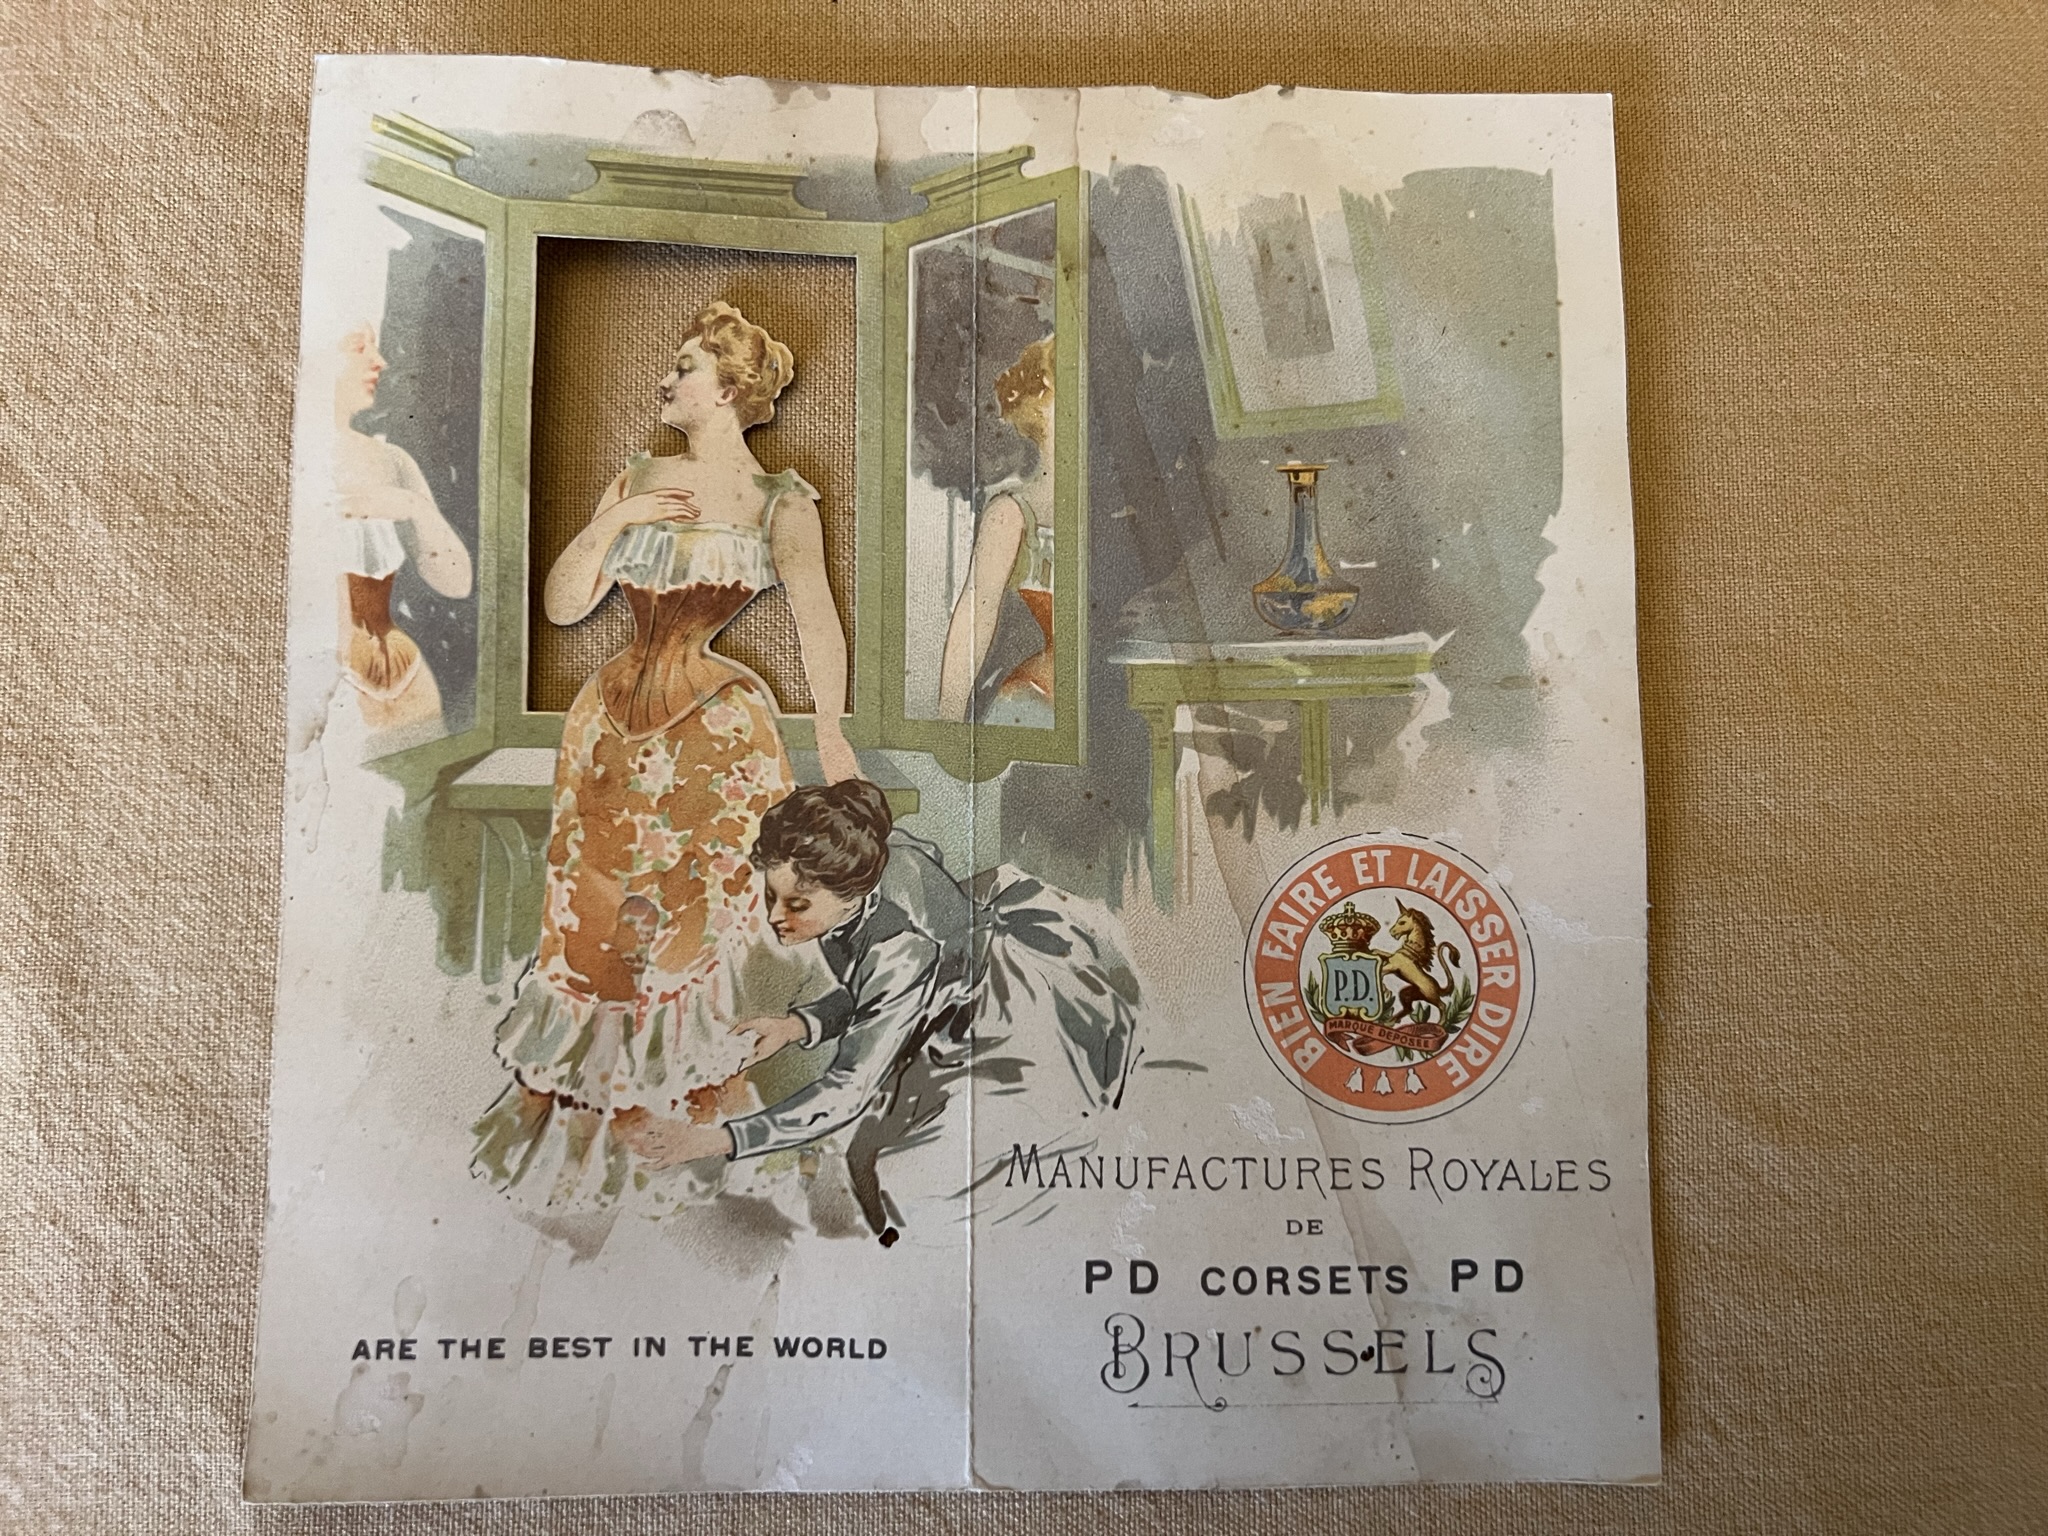 BIEN FAIRE ET LAISSER DIRE
P.D.
MARQUE DEPOSÉE
MANUFACTURES ROYALES
DE
PD CORSETS PD
BRUSSELS
ARE THE BEST IN THE WORLD